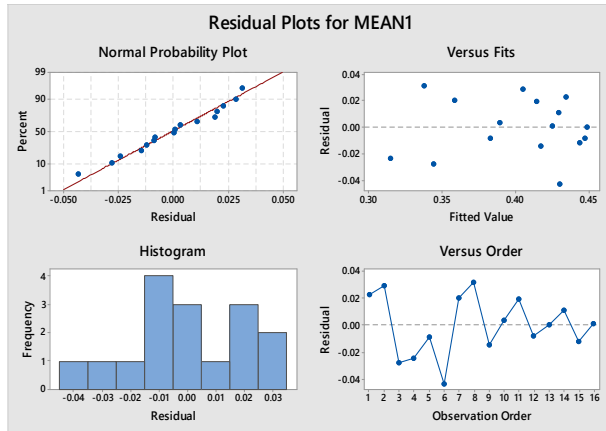 Residual Plots for MEAN1
Normal Probability Plot
99
90
50
10
1
Percent
-0.050 -0.025 0.000 0.025 0.050
Residual
Versus Fits
0.04
0.02
0.00
-0.02
-0.04
Residual
0.30 0.35 0.40 0.45
Fitted Value
Histogram
4
3
2
1
0
Frequency
-0.04 -0.03 -0.02 -0.01 0.00 0.01 0.02 0.03
Residual
Versus Order
0.04
0.02
0.00
-0.02
-0.04
Residual
1 2 3 4 5 6 7 8 9 10 11 12 13 14 15 16
Observation Order